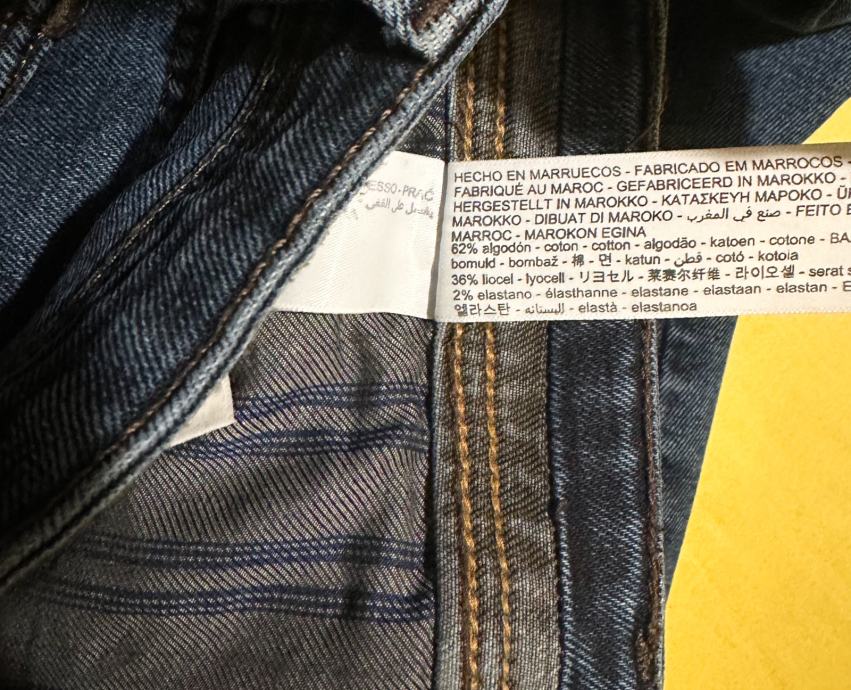 HECHO EN MARRUECOS - FABRICADO EM MARROCOS -
FABRIQUÉ AU MAROC - GEFABRICEERD IN MAROKKO -
HERGESTELLT IN MAROKKO - ΚΑΤΑΣΚΕΥΗ ΜΑΡΟΚΟ -
MAROKKO - DIBUAT DI MAROKO - صنع في المغرب - FEITO
MARROC - MAROKON EGINA
62% algodón - coton - cotton - algodão - katoen - cotone -
bomuld - bombaž - 棉 - 면 - katun - قطن - cotó - kotoia
36% liocel - lyocell - リヨセル - 莱赛尔纤维 - 라이오셀 - serat
2% elastano - élasthanne - elastane - elastaan - elastan -
엘라스탄 - إليستانه - elastà - elastanoa